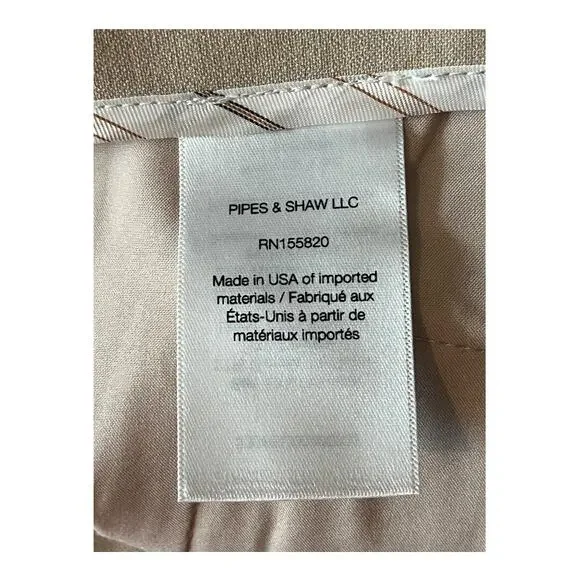 PIPES & SHAW LLC
RN155820
Made in USA of imported
materials / Fabriqué aux
États-Unis à partir de
matériaux importés